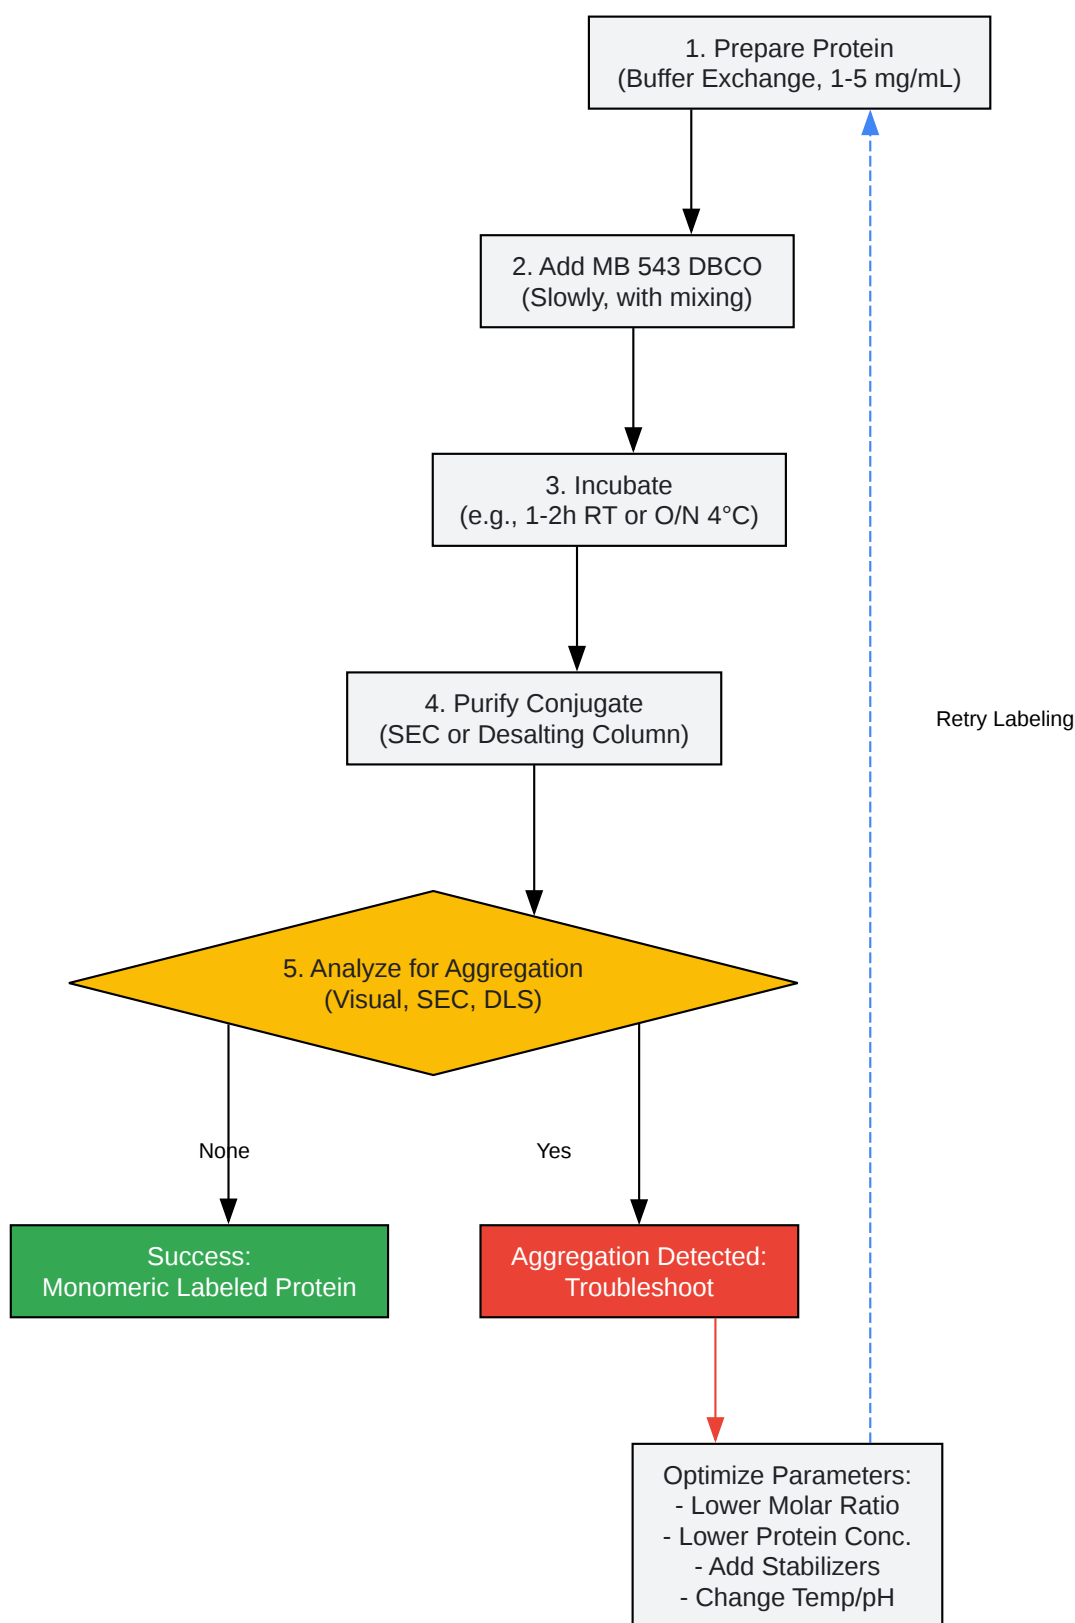 1. Prepare Protein
(Buffer Exchange, 1-5 mg/mL)
2. Add MB 543 DBCO
(Slowly, with mixing)
3. Incubate
(e.g., 1-2h RT or O/N 4°C)
4. Purify Conjugate
(SEC or Desalting Column)
Retry Labeling
5. Analyze for Aggregation
(Visual, SEC, DLS)
None
Yes
Success:
Monomeric Labeled Protein
Aggregation Detected:
Troubleshoot
Optimize Parameters:
- Lower Molar Ratio
- Lower Protein Conc.
- Add Stabilizers
- Change Temp/pH